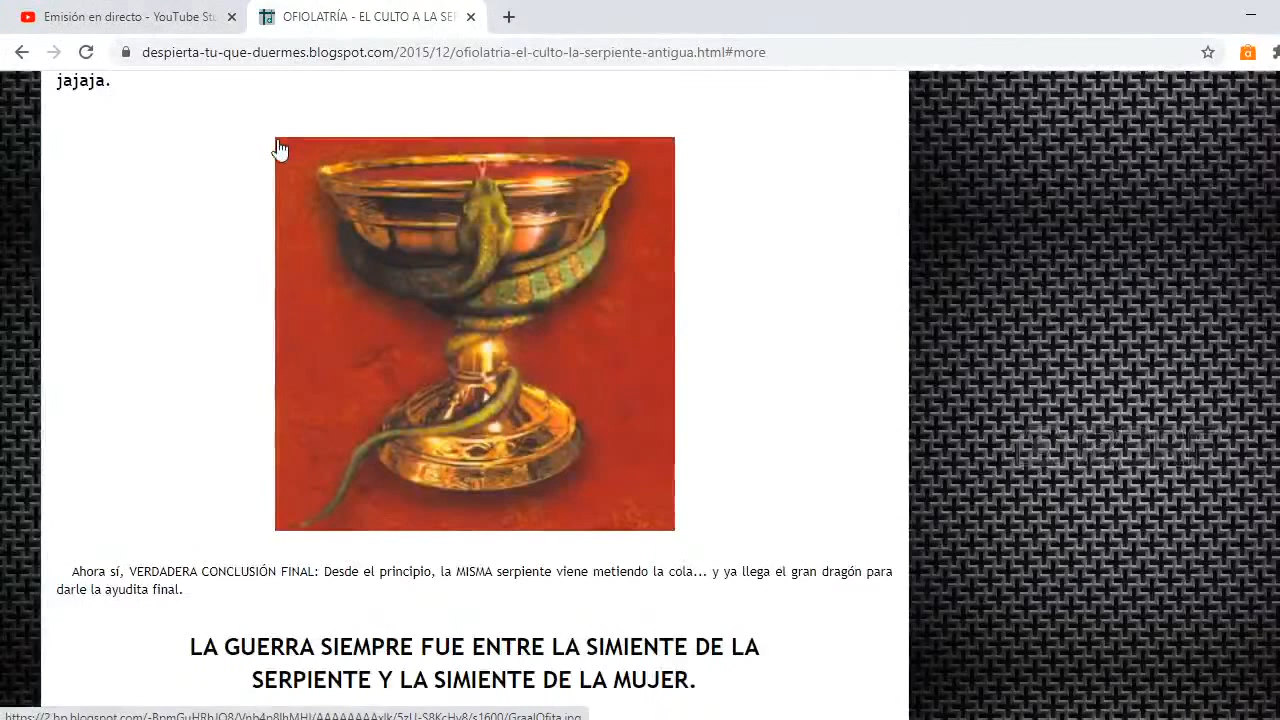 Emisión en directo - YouTube Stu
OFIOLATRÍA - EL CULTO A LA SER
despierta-tu-que-duermes.blogspot.com/2015/12/ofiolatria-el-culto-la-serpiente-antigua.html#more
jajaja.
Ahora sí, VERDADERA CONCLUSIÓN FINAL: Desde el principio, la MISMA serpiente viene metiendo la cola... y ya llega el gran dragón para
darle la ayudita final.
LA GUERRA SIEMPRE FUE ENTRE LA SIMIENTE DE LA
SERPIENTE Y LA SIMIENTE DE LA MUJER.